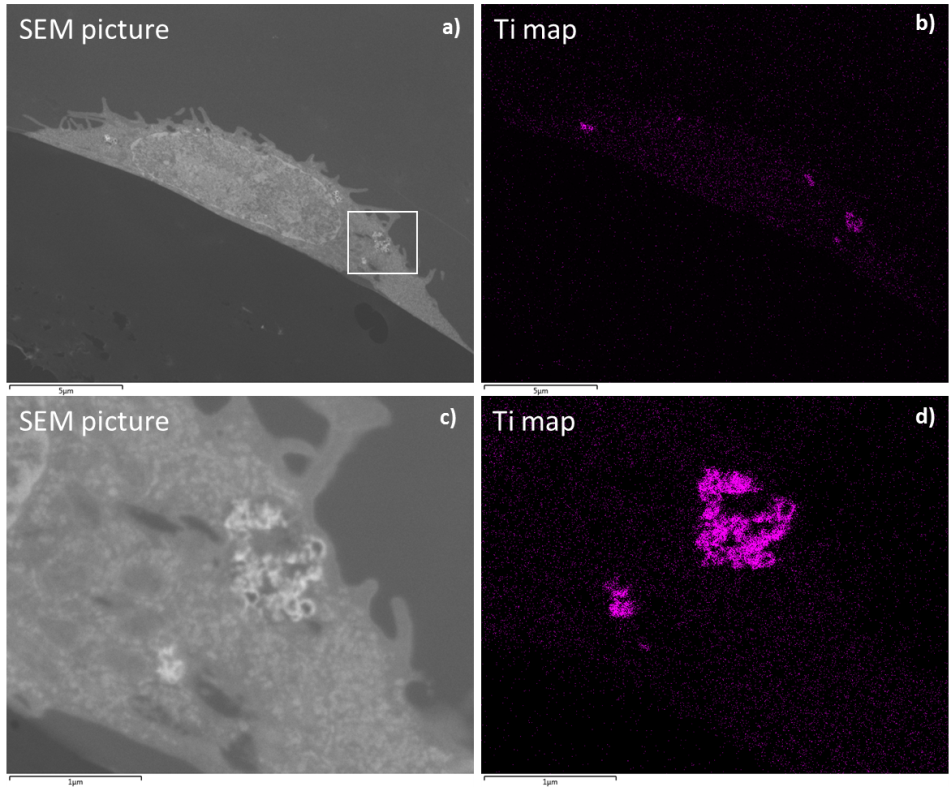 SEM picture
a)
Ti map
b)
5µm
5µm
SEM picture
c)
Ti map
d)
1µm
1µm